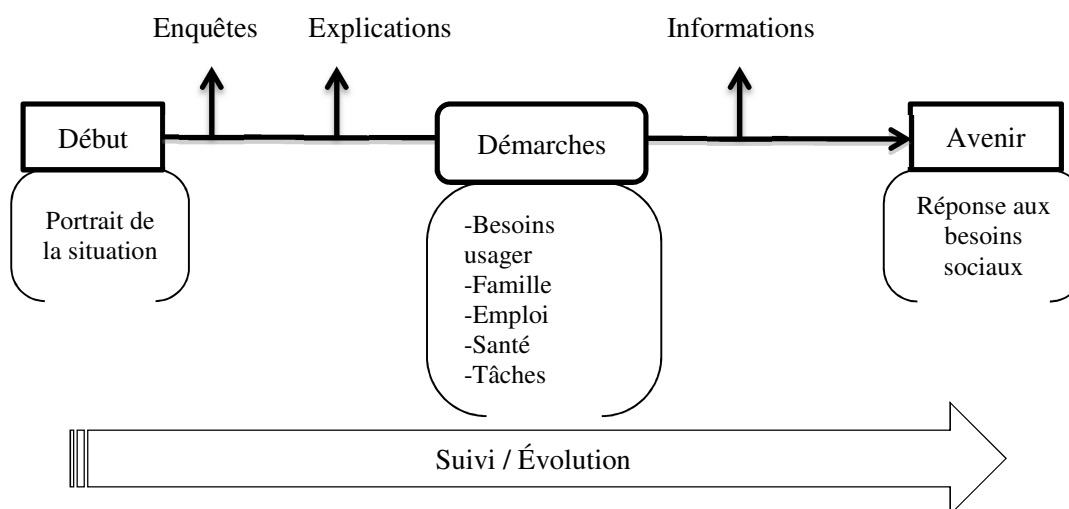 Enquêtes
Explications
Informations
Début
Démarches
Avenir
Portrait de
la situation
-Besoins
usager
-Famille
-Emploi
-Santé
-Tâches
Réponse aux
besoins
sociaux
Suivi / Évolution